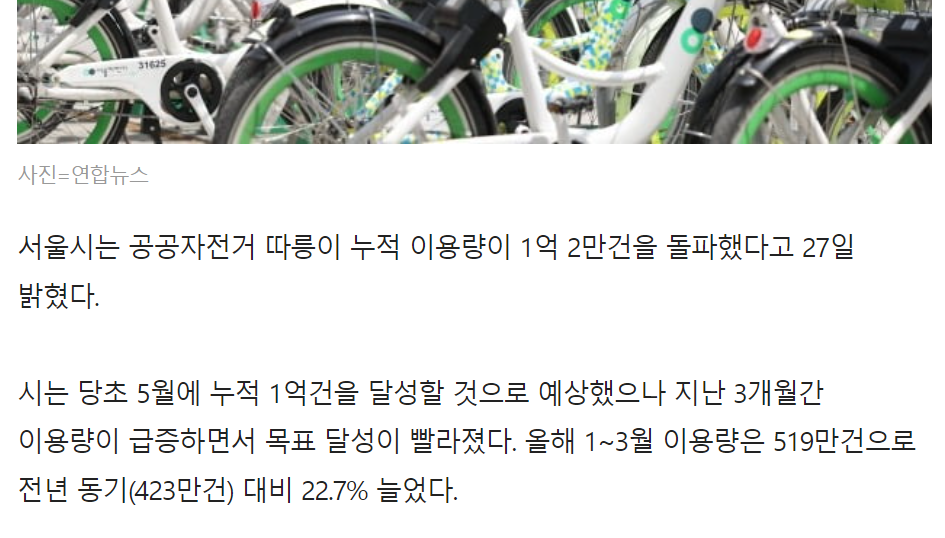 31625
사진=연합뉴스
서울시는 공공자전거 따릉이 누적 이용량이 1억 2만건을 돌파했다고 27일
밝혔다.
시는 당초 5월에 누적 1억건을 달성할 것으로 예상했으나 지난 3개월간
이용량이 급증하면서 목표 달성이 빨라졌다. 올해 1~3월 이용량은 519만건으로
전년 동기(423만건) 대비 22.7% 늘었다.